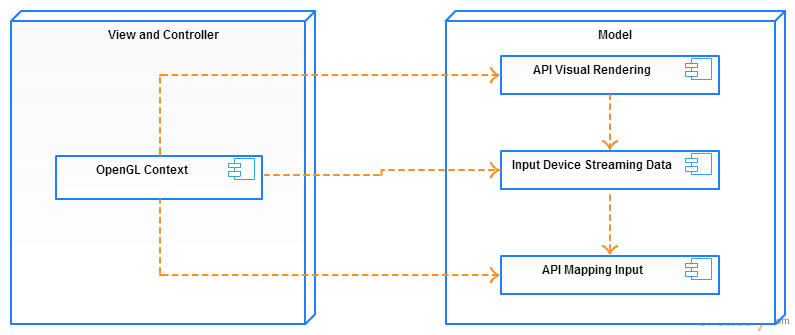 View and Controller
Model
API Visual Rendering
OpenGL Context
Input Device Streaming Data
API Mapping Input